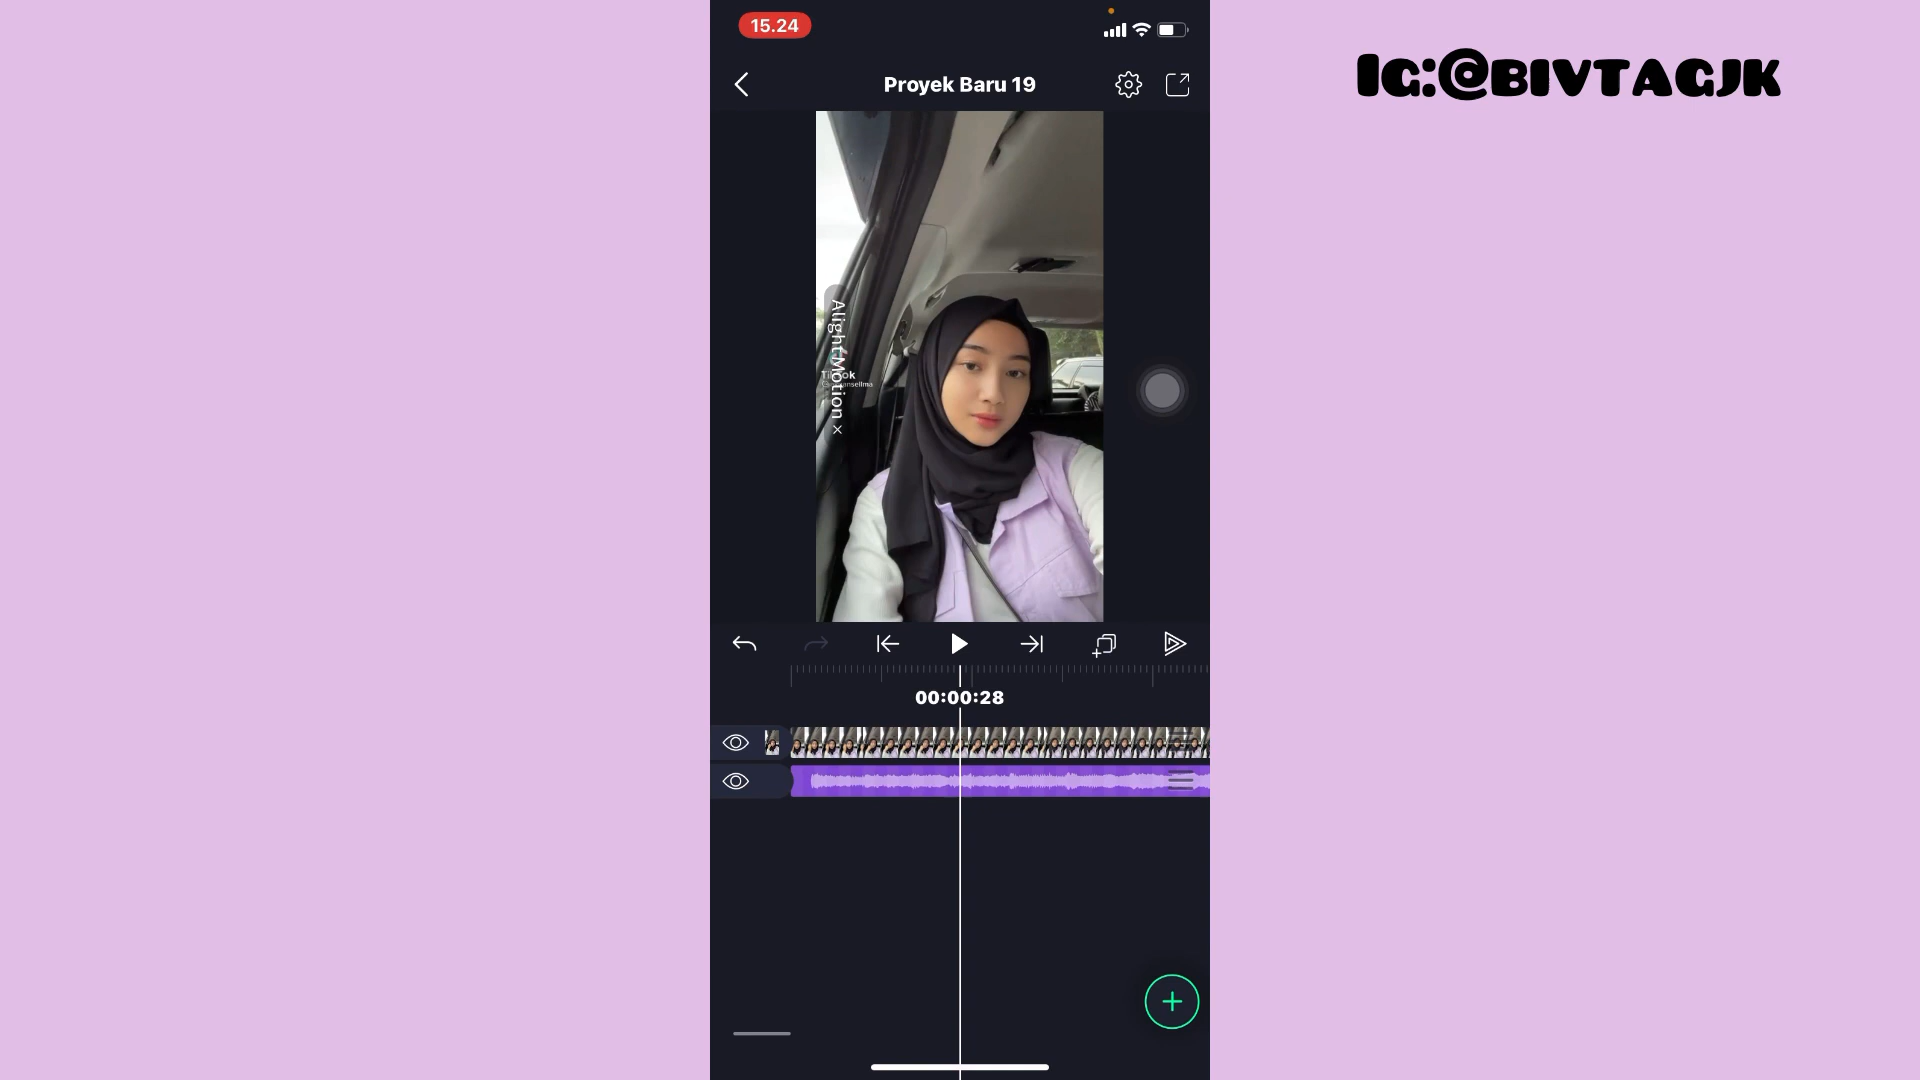 15.24
IG:@BIVTAGJK
Proyek Baru 19
Alight Motion ×
00:00:28